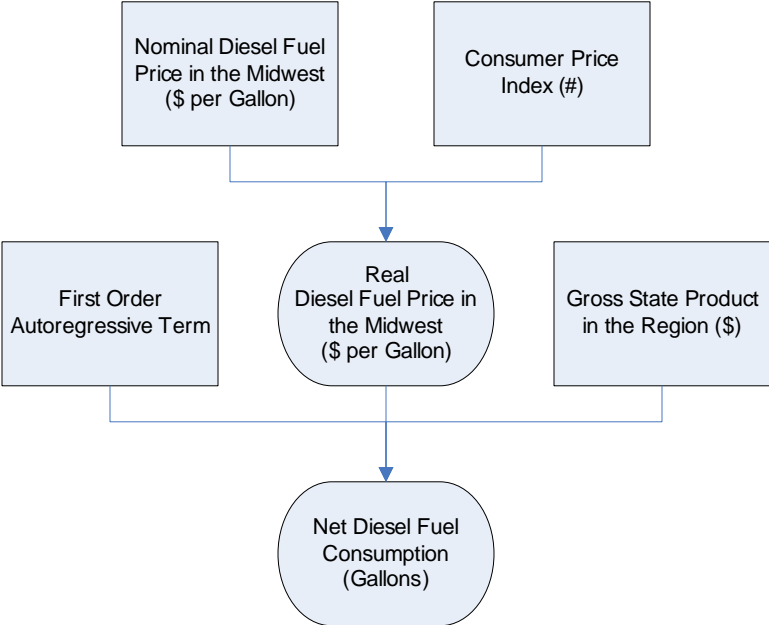 Nominal Diesel Fuel
Price in the Midwest
($ per Gallon)
Consumer Price
Index (#)
First Order
Autoregressive Term
Real
Diesel Fuel Price in
the Midwest
($ per Gallon)
Gross State Product
in the Region ($)
Net Diesel Fuel
Consumption
(Gallons)